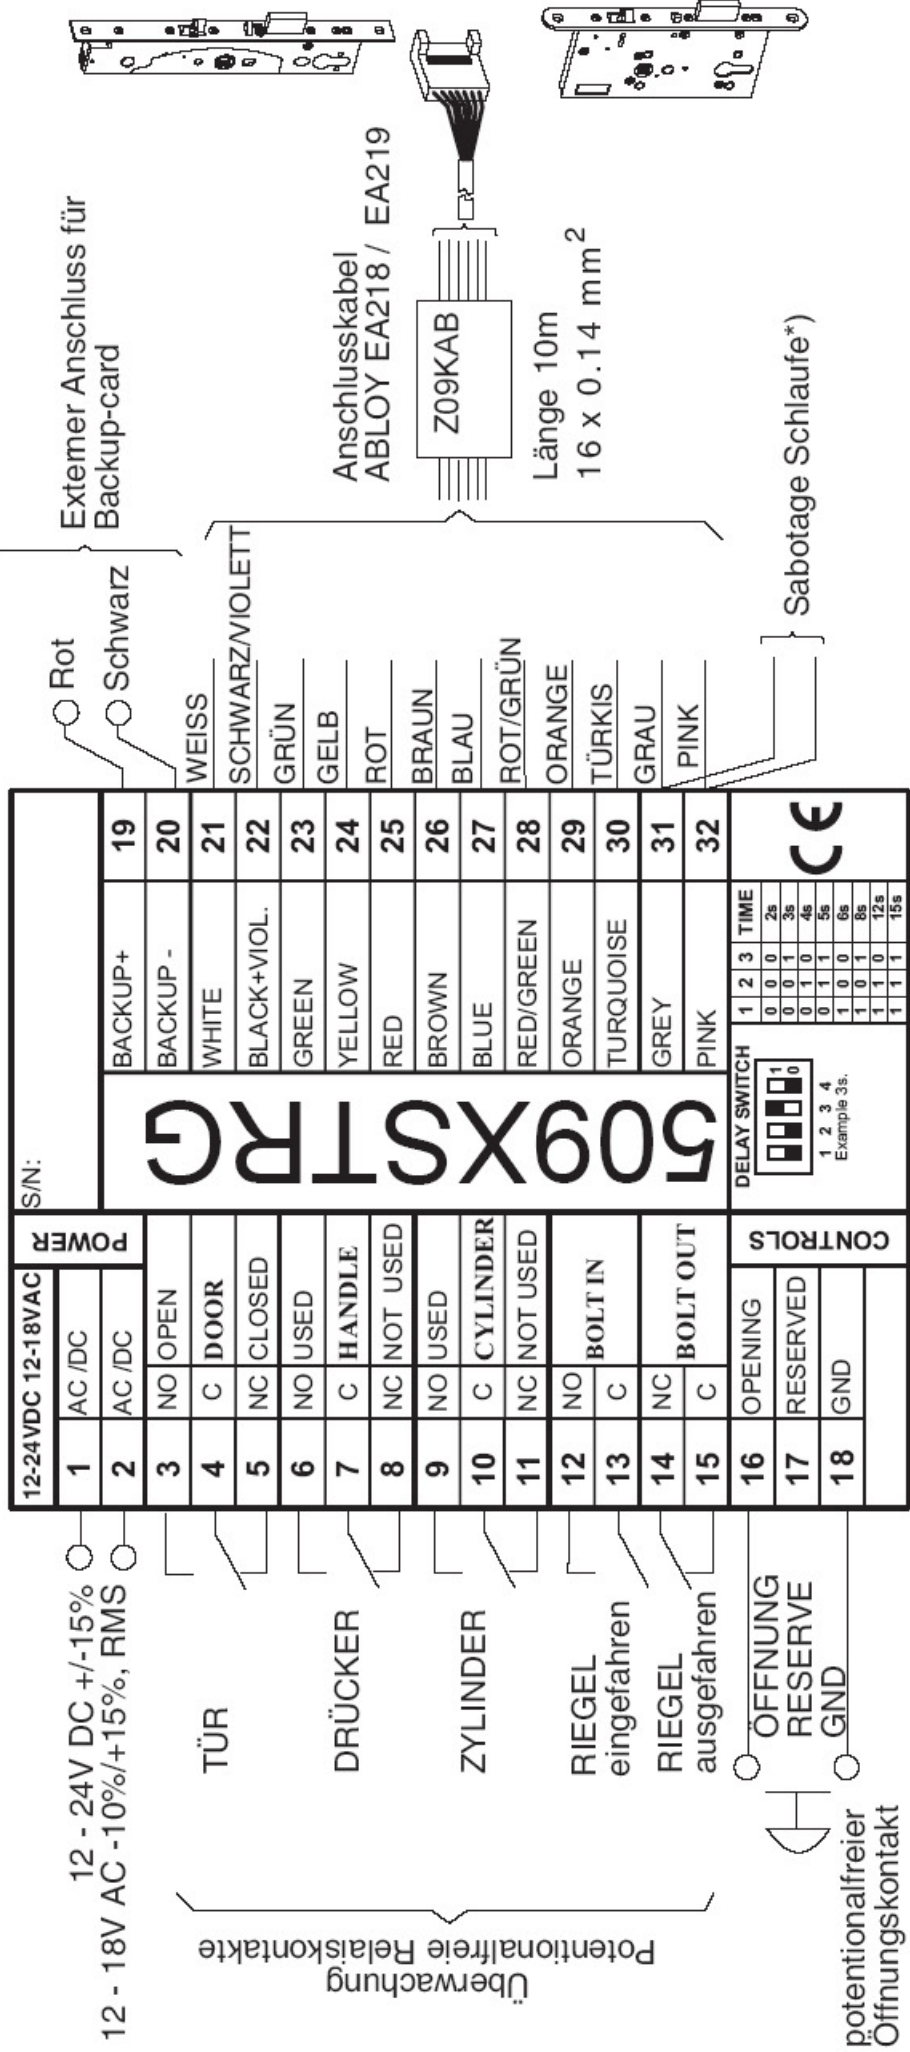 12 - 24V DC +/-15%
12 - 18V AC -10%/+15%, RMS
Überwachung
Potentionalfreie Relaiskontakte
TÜR
DRÜCKER
ZYLINDER
RIEGEL
eingefahren
RIEGEL
ausgefahren
ÖFFNUNG
RESERVE
GND
potentionalfreier
Öffnungskontakt
12-24VDC 12-18VAC
POWER
S/N:
1 AC/DC
2 AC/DC
3 NO OPEN
4 C DOOR
5 NC CLOSED
6 NO USED
7 C HANDLE
8 NC NOT USED
9 NO USED
10 C CYLINDER
11 NC NOT USED
12 NO
BOLT IN
13 C
14 NC
BOLT OUT
15 C
16 OPENING
17 RESERVED
18 GND
CONTROLS
509XSTRG
BACKUP+ 19
BACKUP - 20
WHITE 21
BLACK+VIOL. 22
GREEN 23
YELLOW 24
RED 25
BROWN 26
BLUE 27
RED/GREEN 28
ORANGE 29
TURQUOISE 30
GREY 31
PINK 32
DELAY SWITCH
1
0
1 2 3 4
Example 3s.
1 2 3 TIME
0 0 0 2s
0 0 1 3s
0 1 0 4s
0 1 1 5s
1 0 0 6s
1 0 1 8s
1 1 0 12s
1 1 1 15s
CE
Rot
Schwarz
Externer Anschluss für
Backup-card
WEISS
SCHWARZ/VIOLETT
GRÜN
GELB
ROT
BRAUN
BLAU
ROT/GRÜN
ORANGE
TÜRKIS
GRAU
PINK
Anschlusskabel
ABLOY EA218 / EA219
Z09KAB
Länge 10m
16 x 0.14 mm²
Sabotage Schlaufe*)